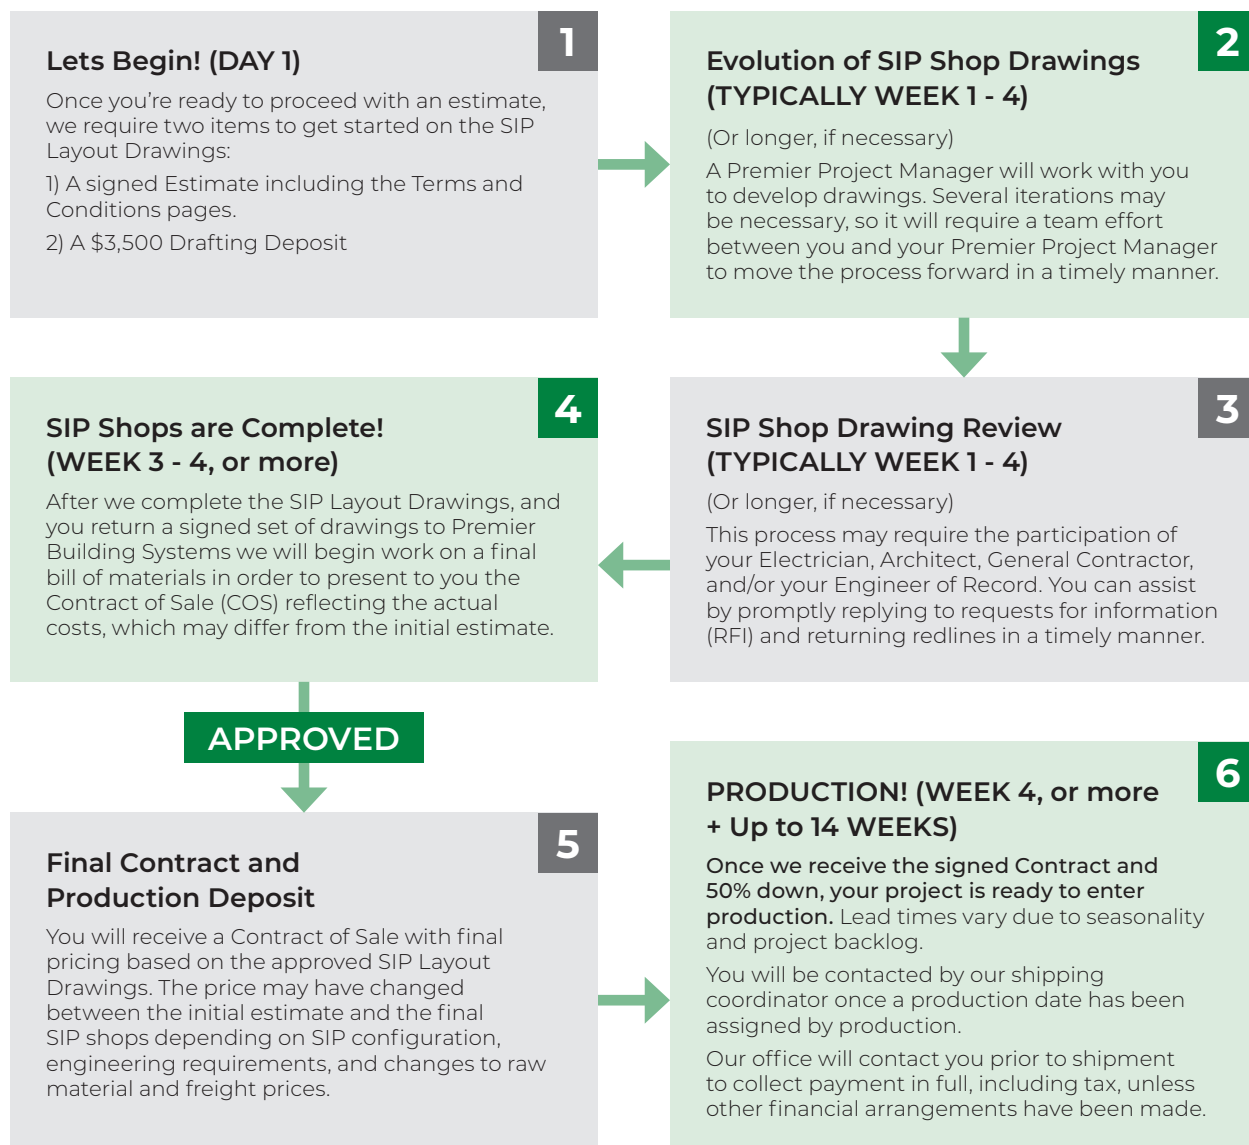 1
Lets Begin! (DAY 1)
Once you're ready to proceed with an estimate,
we require two items to get started on the SIP
Layout Drawings:
1) A signed Estimate including the Terms and
Conditions pages.
2) A $3,500 Drafting Deposit
2
Evolution of SIP Shop Drawings
(TYPICALLY WEEK 1 - 4)
(Or longer, if necessary)
A Premier Project Manager will work with you
to develop drawings. Several iterations may
be necessary, so it will require a team effort
between you and your Premier Project Manager
to move the process forward in a timely manner.
3
SIP Shop Drawing Review
(TYPICALLY WEEK 1 - 4)
(Or longer, if necessary)
This process may require the participation of
your Electrician, Architect, General Contractor,
and/or your Engineer of Record. You can assist
by promptly replying to requests for information
(RFI) and returning redlines in a timely manner.
4
SIP Shops are Complete!
(WEEK 3 - 4, or more)
After we complete the SIP Layout Drawings, and
you return a signed set of drawings to Premier
Building Systems we will begin work on a final
bill of materials in order to present to you the
Contract of Sale (COS) reflecting the actual
costs, which may differ from the initial estimate.
APPROVED
5
Final Contract and
Production Deposit
You will receive a Contract of Sale with final
pricing based on the approved SIP Layout
Drawings. The price may have changed
between the initial estimate and the final
SIP shops depending on SIP configuration,
engineering requirements, and changes to raw
material and freight prices.
6
PRODUCTION! (WEEK 4, or more
+ Up to 14 WEEKS)
Once we receive the signed Contract and
50% down, your project is ready to enter
production. Lead times vary due to seasonality
and project backlog.
You will be contacted by our shipping
coordinator once a production date has been
assigned by production.
Our office will contact you prior to shipment
to collect payment in full, including tax, unless
other financial arrangements have been made.